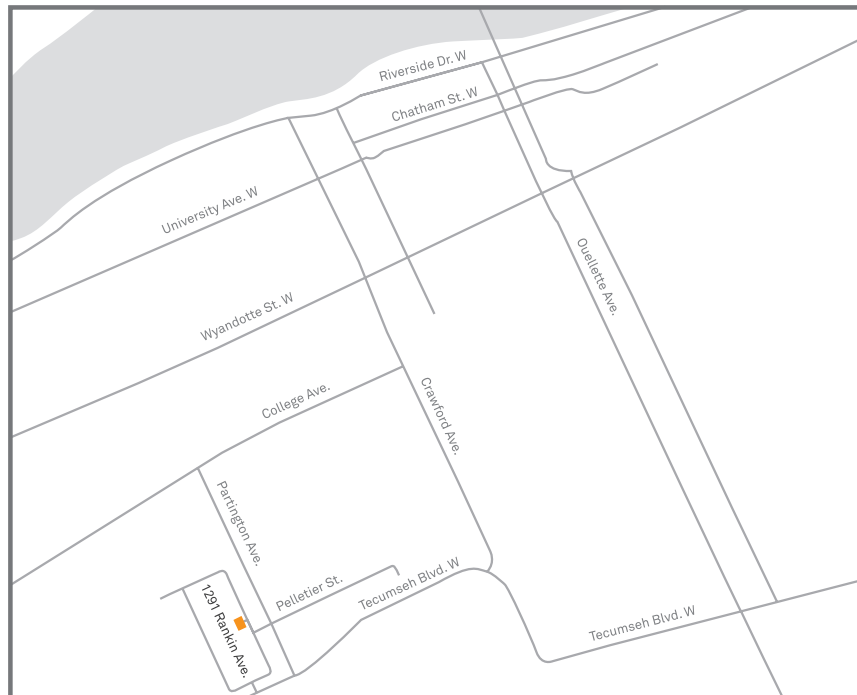 Riverside Dr. W
Chatham St. W
University Ave. W
Ouellette Ave.
Wyandotte St. W
College Ave.
Crawford Ave.
Partington Ave.
Pelletier St.
Tecumseh Blvd. W
1291 Rankin Ave.
Tecumseh Blvd. W